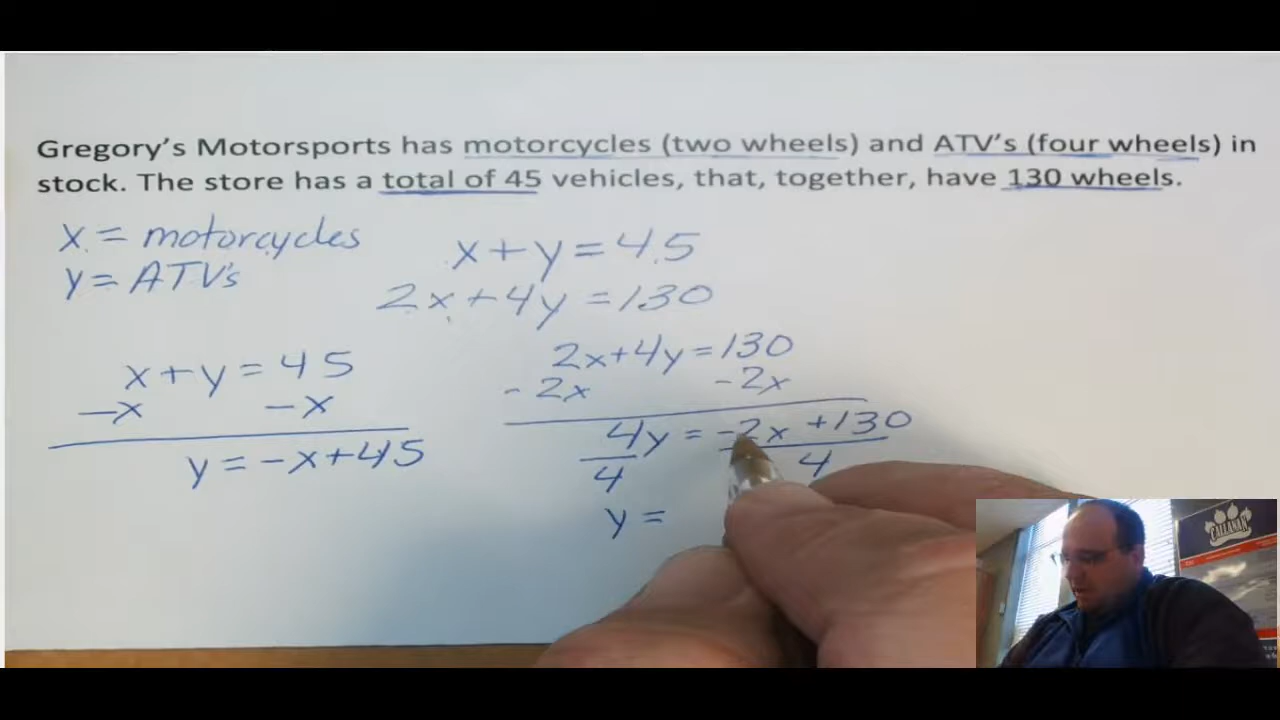 Gregory's Motorsports has motorcycles (two wheels) and ATV's (four wheels) in
stock. The store has a total of 45 vehicles, that, together, have 130 wheels.
x = motorcycles
y = ATV's
x + y = 45
2x + 4y = 130
x + y = 45
-x -x
y = -x + 45
2x + 4y = 130
- 2x - 2x
4y = -2x + 130
4 4
y =
CALLANAN